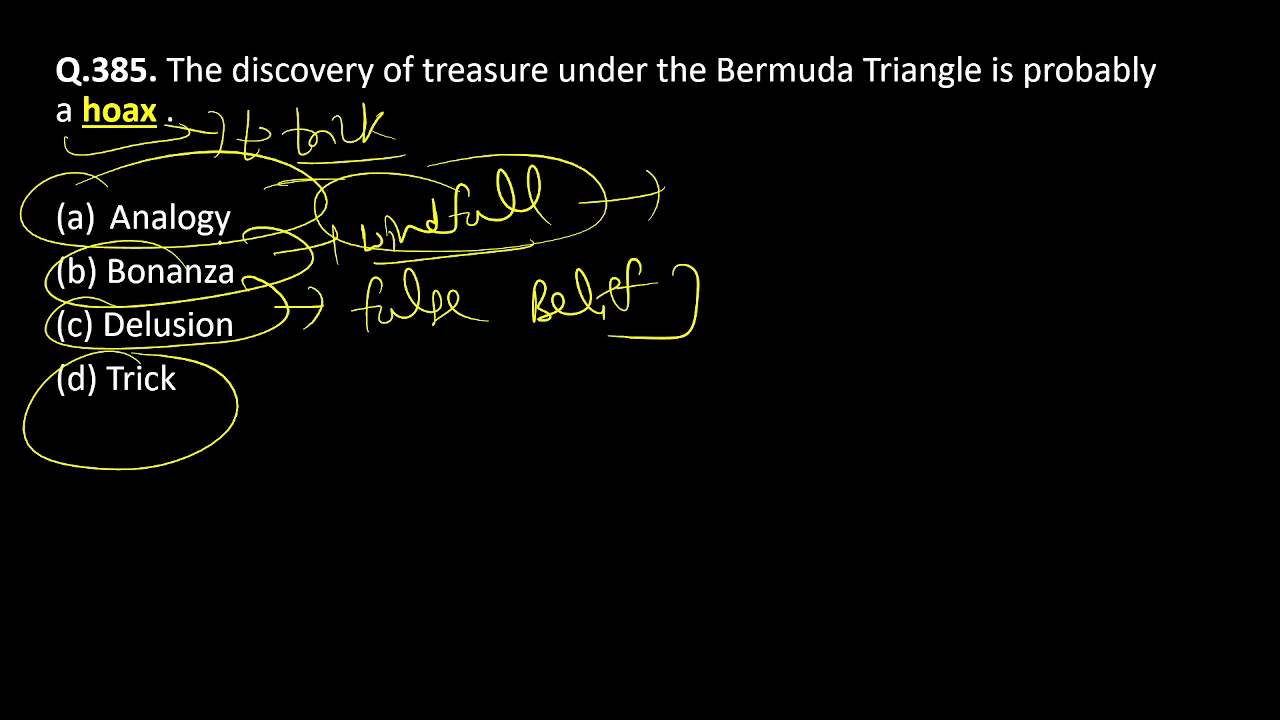 Q.385. The discovery of treasure under the Bermuda Triangle is probably
a hoax .
to trick
(a) Analogy
windfall
(b) Bonanza
false Belief
(c) Delusion
(d) Trick